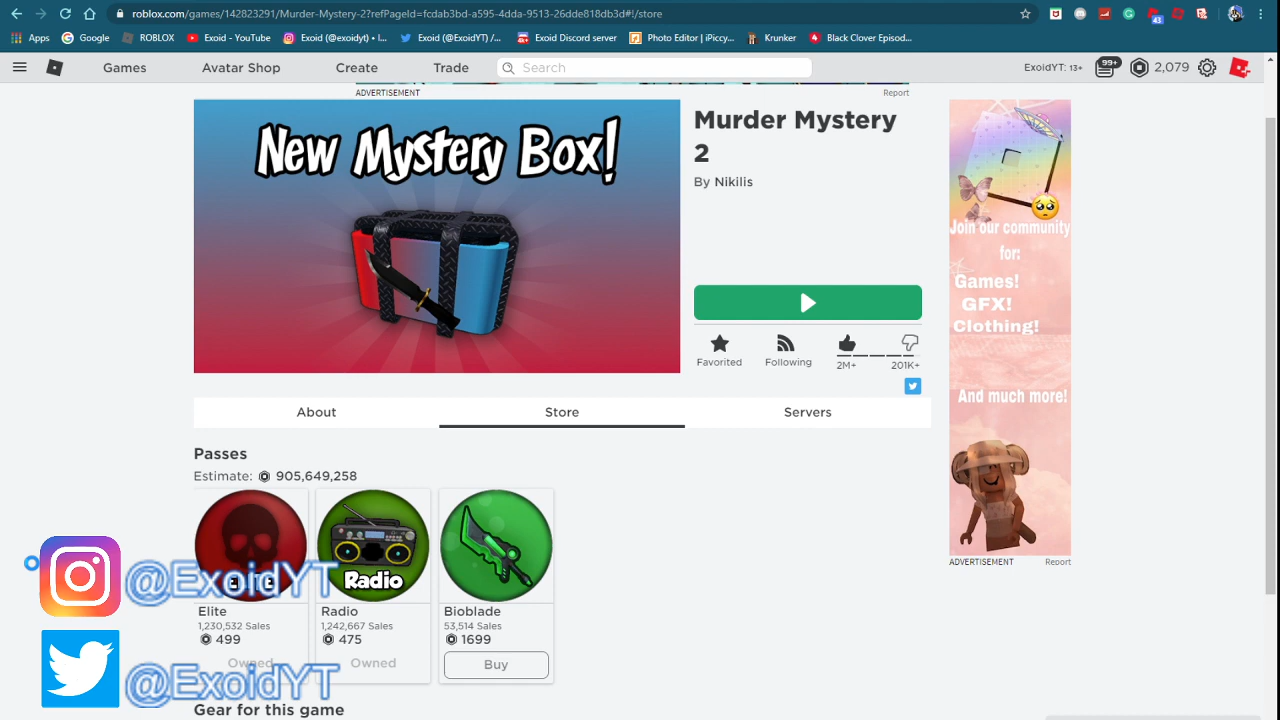 roblox.com/games/142823291/Murder-Mystery-2?refPageId=fcdab3bd-a595-4dda-9513-26dde818db3d#!/store
43
Apps
Google
ROBLOX
Exoid - YouTube
Exoid (@exoidyt) • I...
Exoid (@ExoidYT) /...
Exoid Discord server
Photo Editor | iPiccy...
Krunker
Black Clover Episod...
Games
Avatar Shop
Create
Trade
Search
ExoidYT: 13+
99+
2,079
ADVERTISEMENT
Report
New Mystery Box!
Murder Mystery
2
By Nikilis
Favorited
Following
2M+
201K+
Join our community
for:
Games!
GFX!
Clothing!
And much more!
ADVERTISEMENT
Report
About
Store
Servers
Passes
Estimate: 905,649,258
Radio
Elite
1,230,532 Sales
499
Owned
Radio
1,242,667 Sales
475
Owned
Bioblade
53,514 Sales
1699
Buy
@ExoidYT
@ExoidYT
Gear for this game